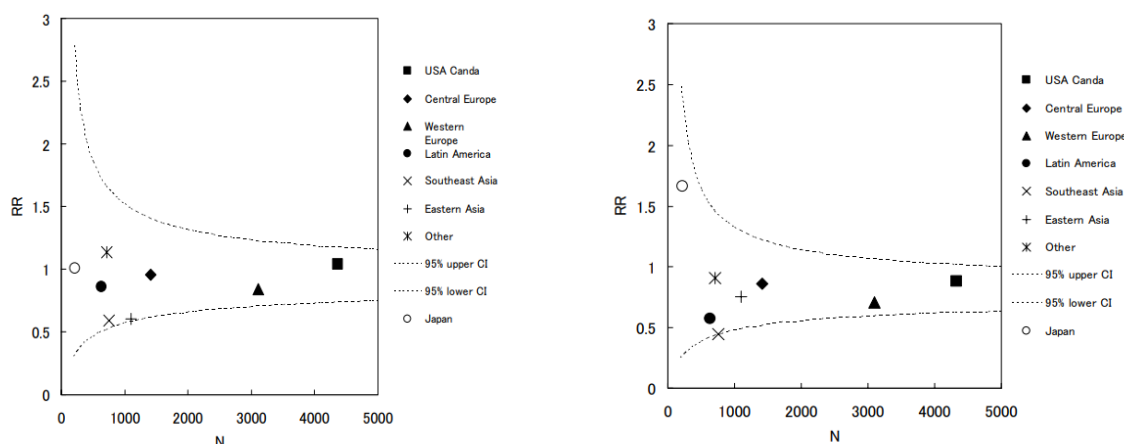 3
2.5
2
1.5
1
0.5
0
RR
0
1000
2000
3000
4000
5000
N
USA Canda
Central Europe
Western
Europe
Latin America
Southeast Asia
Eastern Asia
Other
95% upper CI
95% lower CI
Japan
3
2.5
2
1.5
1
0.5
0
RR
0
1000
2000
3000
4000
5000
N
USA Canda
Central Europe
Western Europe
Latin America
Southeast Asia
Eastern Asia
Other
95% upper CI
95% lower CI
Japan